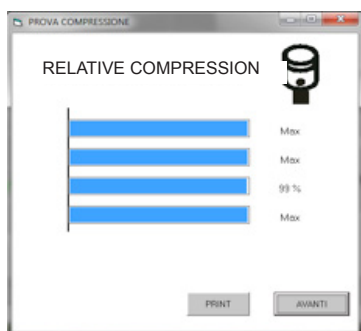 PROVA COMPRESSIONE
RELATIVE COMPRESSION
Max
Max
99 %
Max
PRINT
AVANTI